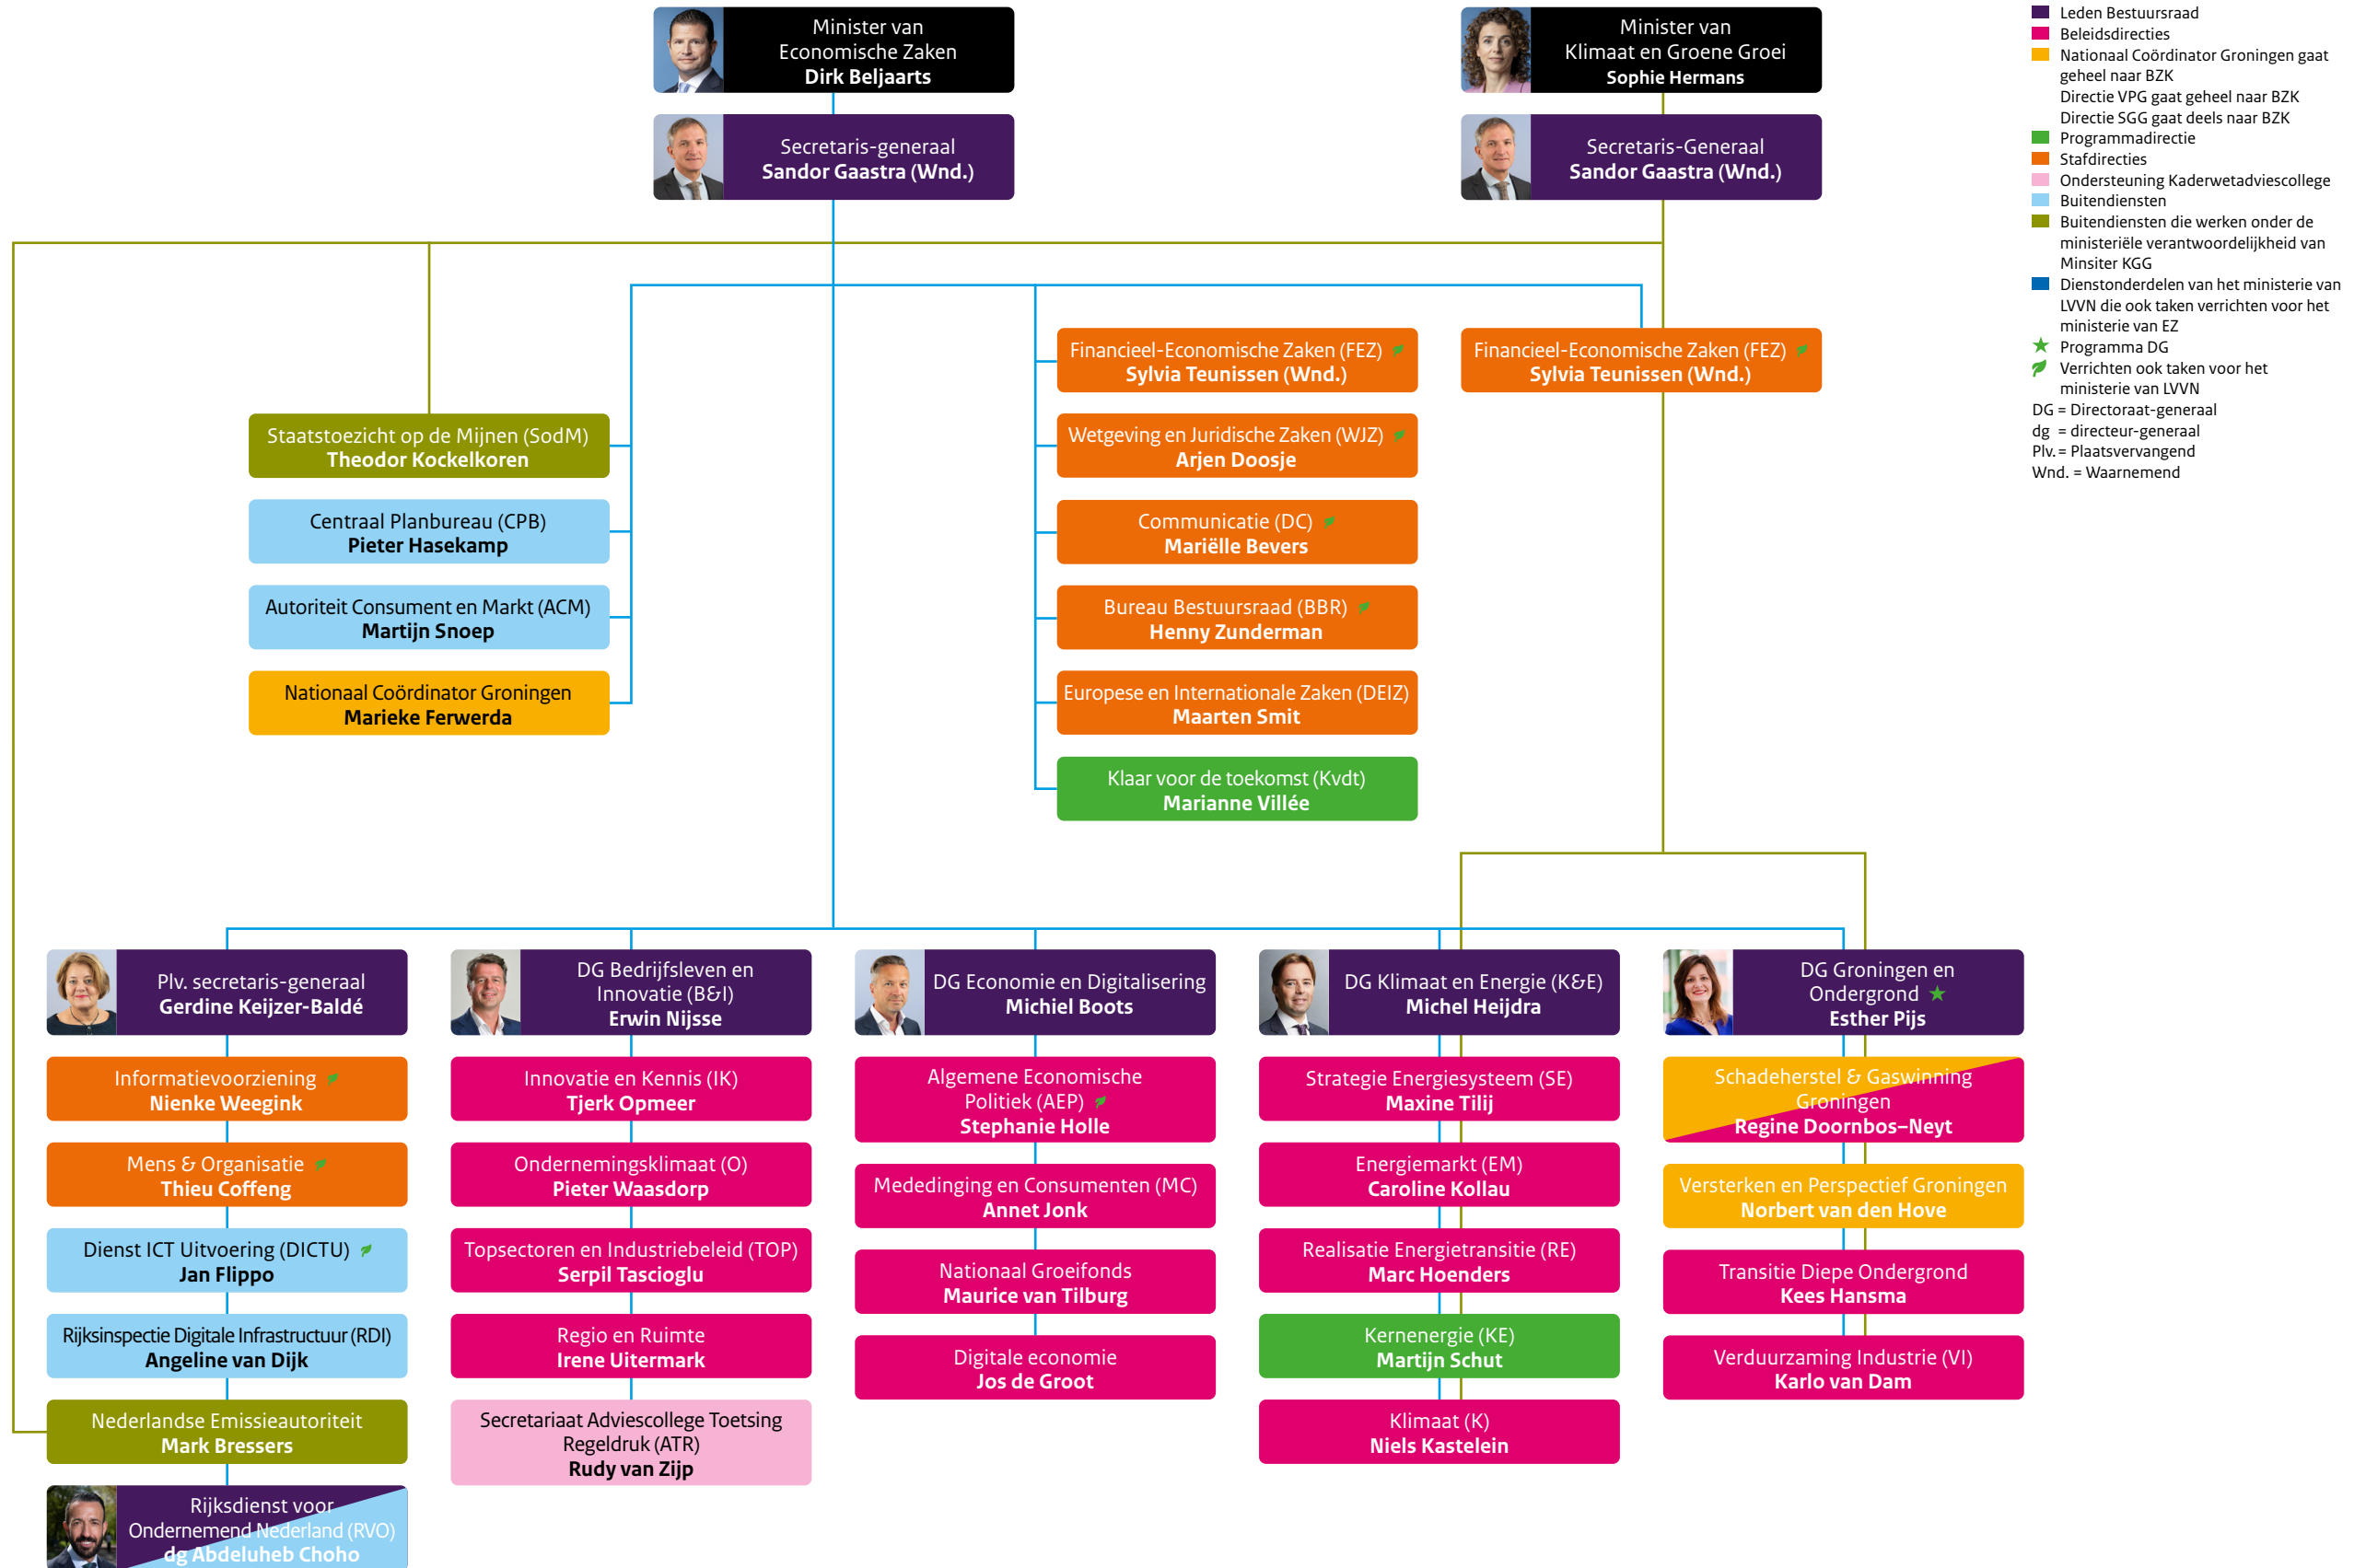 Minister van
Economische Zaken
Dirk Beljaarts
Minister van
Klimaat en Groene Groei
Sophie Hermans
Secretaris-generaal
Sandor Gaastra (Wnd.)
Secretaris-Generaal
Sandor Gaastra (Wnd.)
Leden Bestuursraad
Beleidsdirecties
Nationaal Coördinator Groningen gaat
geheel naar BZK
Directie VPG gaat geheel naar BZK
Directie SGG gaat deels naar BZK
Programmadirectie
Stafdirecties
Ondersteuning Kaderwetadviescollege
Buitendiensten
Buitendiensten die werken onder de
ministeriële verantwoordelijkheid van
Minsiter KGG
Dienstonderdelen van het ministerie van
LVVN die ook taken verrichten voor het
ministerie van EZ
Programma DG
Verrichten ook taken voor het
ministerie van LVVN
DG = Directoraat-generaal
dg = directeur-generaal
Plv. = Plaatsvervangend
Wnd. = Waarnemend
Financieel-Economische Zaken (FEZ)
Sylvia Teunissen (Wnd.)
Financieel-Economische Zaken (FEZ)
Sylvia Teunissen (Wnd.)
Staatstoezicht op de Mijnen (SodM)
Theodor Kockelkoren
Wetgeving en Juridische Zaken (WJZ)
Arjen Doosje
Centraal Planbureau (CPB)
Pieter Hasekamp
Communicatie (DC)
Mariëlle Bevers
Autoriteit Consument en Markt (ACM)
Martijn Snoep
Bureau Bestuursraad (BBR)
Henny Zunderman
Nationaal Coördinator Groningen
Marieke Ferwerda
Europese en Internationale Zaken (DEIZ)
Maarten Smit
Klaar voor de toekomst (Kvdt)
Marianne Villée
Plv. secretaris-generaal
Gerdine Keijzer-Baldé
Informatievoorziening
Nienke Weegink
Mens & Organisatie
Thieu Coffeng
Dienst ICT Uitvoering (DICTU)
Jan Flippo
Rijksinspectie Digitale Infrastructuur (RDI)
Angeline van Dijk
Nederlandse Emissieautoriteit
Mark Bressers
Rijksdienst voor
Ondernemend Nederland (RVO)
dg Abdeluheb Choho
DG Bedrijfsleven en
Innovatie (B&I)
Erwin Nijsse
Innovatie en Kennis (IK)
Tjerk Opmeer
Ondernemingsklimaat (O)
Pieter Waasdorp
Topsectoren en Industriebeleid (TOP)
Serpil Tascioglu
Regio en Ruimte
Irene Uitermark
Secretariaat Adviescollege Toetsing
Regeldruk (ATR)
Rudy van Zijp
DG Economie en Digitalisering
Michiel Boots
Algemene Economische
Politiek (AEP)
Stephanie Holle
Mededinging en Consumenten (MC)
Annet Jonk
Nationaal Groeifonds
Maurice van Tilburg
Digitale economie
Jos de Groot
DG Klimaat en Energie (K&E)
Michel Heijdra
Strategie Energiesysteem (SE)
Maxine Tilij
Energiemarkt (EM)
Caroline Kollau
Realisatie Energietransitie (RE)
Marc Hoenders
Kernenergie (KE)
Martijn Schut
Klimaat (K)
Niels Kastelein
DG Groningen en
Ondergrond
Esther Pijs
Schadeherstel & Gaswinning
Groningen
Regine Doornbos–Neyt
Versterken en Perspectief Groningen
Norbert van den Hove
Transitie Diepe Ondergrond
Kees Hansma
Verduurzaming Industrie (VI)
Karlo van Dam